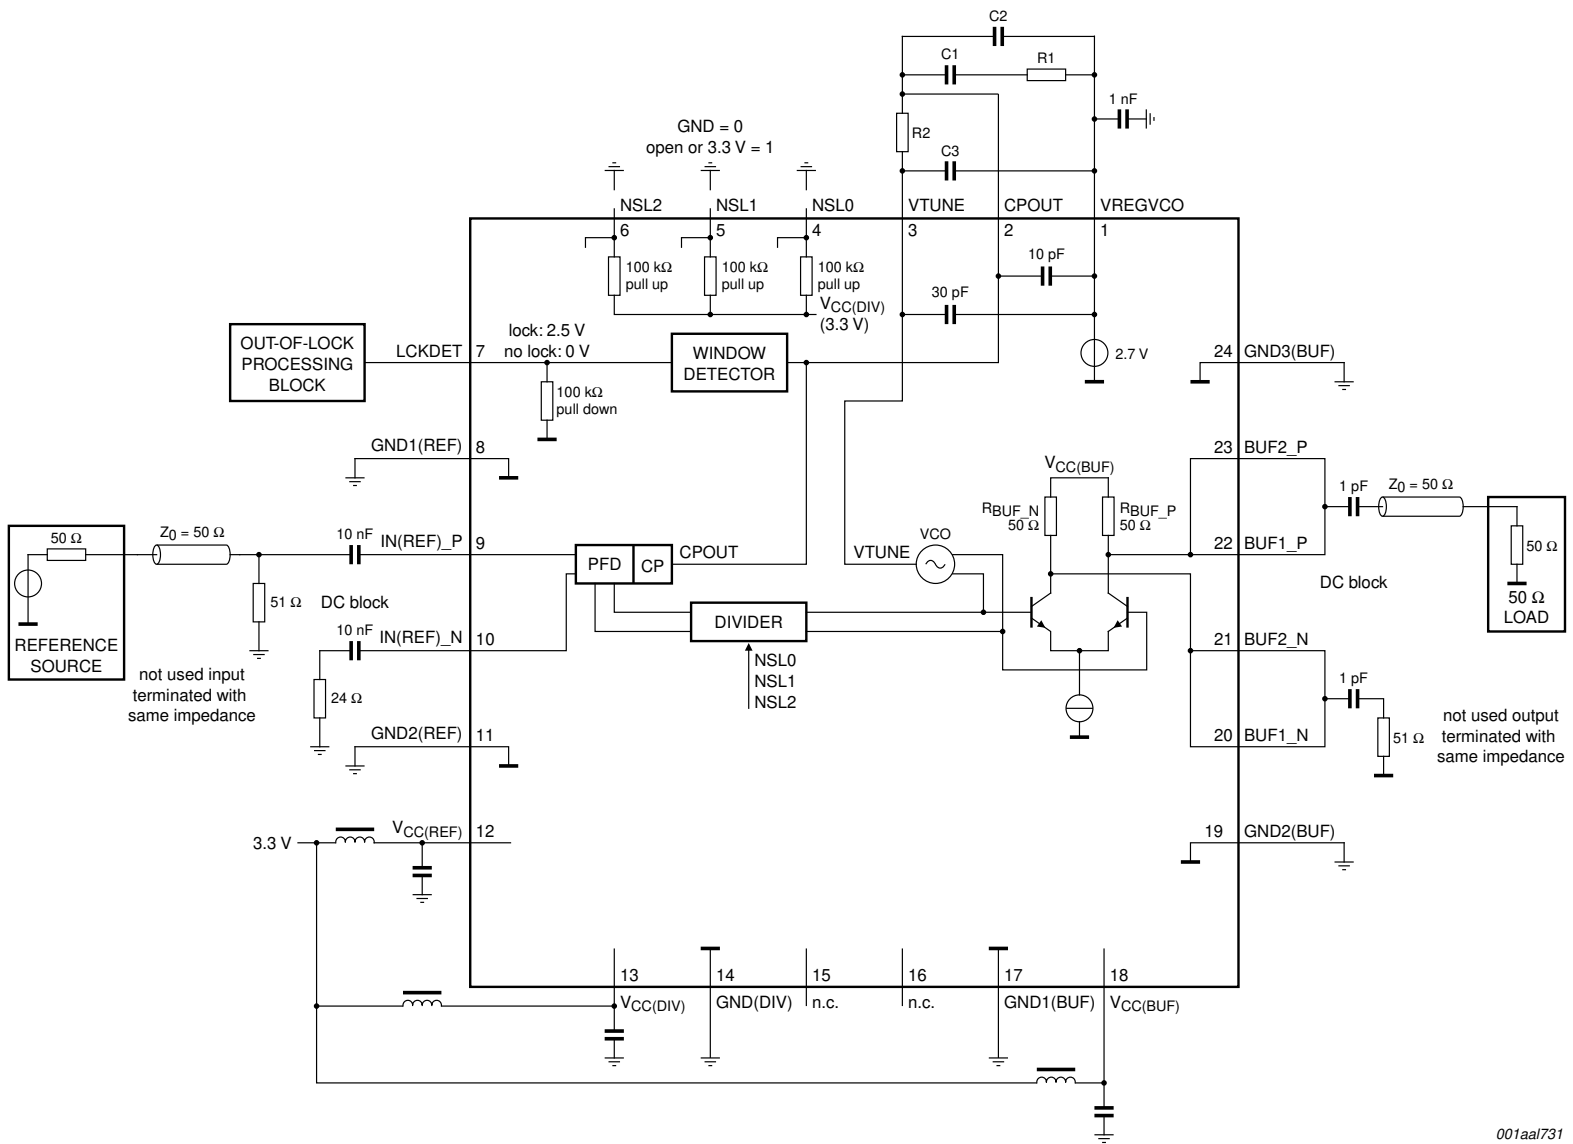 C2
C1
R1
1 nF
GND = 0
open or 3.3 V = 1
R2
C3
NSL2
NSL1
NSL0
VTUNE
CPOUT
VREGVCO
6
5
4
3
2
1
100 kΩ
pull up
100 kΩ
pull up
100 kΩ
pull up
10 pF
30 pF
VCC(DIV)
(3.3 V)
OUT-OF-LOCK
PROCESSING
BLOCK
LCKDET
7
lock: 2.5 V
no lock: 0 V
WINDOW
DETECTOR
2.7 V
24
GND3(BUF)
100 kΩ
pull down
GND1(REF)
8
23
BUF2_P
VCC(BUF)
RBUF_N
50 Ω
RBUF_P
50 Ω
1 pF
Z0 = 50 Ω
50 Ω
Z0 = 50 Ω
10 nF
IN(REF)_P
9
PFD
CP
CPOUT
VTUNE
VCO
22
BUF1_P
50 Ω
DC block
50 Ω
LOAD
51 Ω
DC block
10 nF
IN(REF)_N
10
DIVIDER
REFERENCE
SOURCE
NSL0
NSL1
NSL2
21
BUF2_N
not used input
terminated with
same impedance
24 Ω
1 pF
GND2(REF)
11
20
BUF1_N
51 Ω
not used output
terminated with
same impedance
3.3 V
VCC(REF)
12
19
GND2(BUF)
13
14
15
16
17
18
VCC(DIV)
GND(DIV)
n.c.
n.c.
GND1(BUF)
VCC(BUF)
001aal731